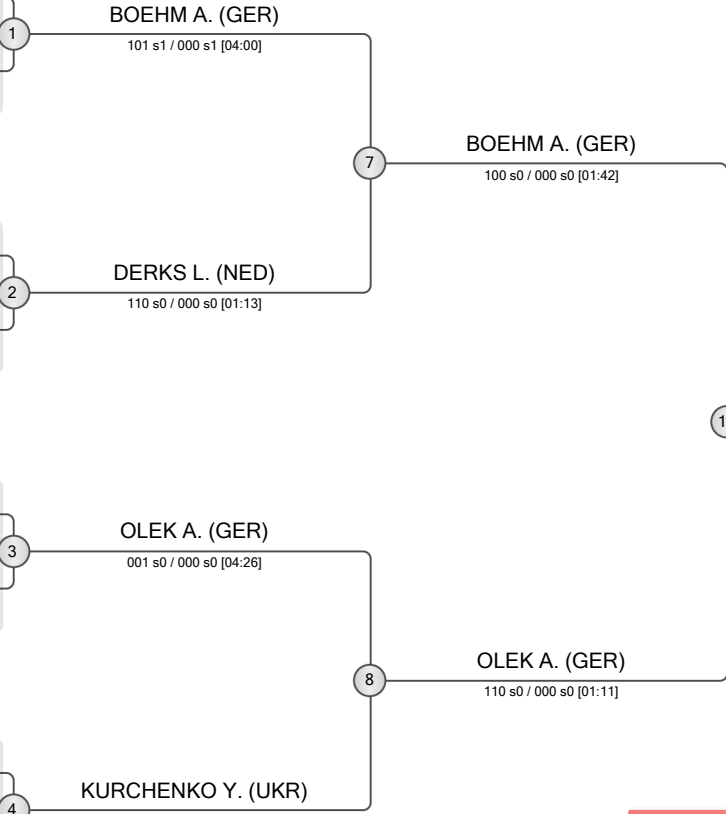 BOEHM A. (GER)
1
101 s1 / 000 s1 [04:00]
BOEHM A. (GER)
7
100 s0 / 000 s0 [01:42]
DERKS L. (NED)
2
110 s0 / 000 s0 [01:13]
OLEK A. (GER)
3
001 s0 / 000 s0 [04:26]
OLEK A. (GER)
8
110 s0 / 000 s0 [01:11]
KURCHENKO Y. (UKR)
4